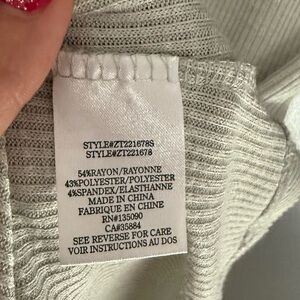 STYLE#ZT221678S
STYLE#ZT221678
54%RAYON/RAYONNE
43%POLYESTER/POLYESTER
4%SPANDEX/ELASTHANNE
MADE IN CHINA
FABRIQUE EN CHINE
RN#135090
CA#35884
SEE REVERSE FOR CARE
VOIR INSTRUCTIONS AU DOS